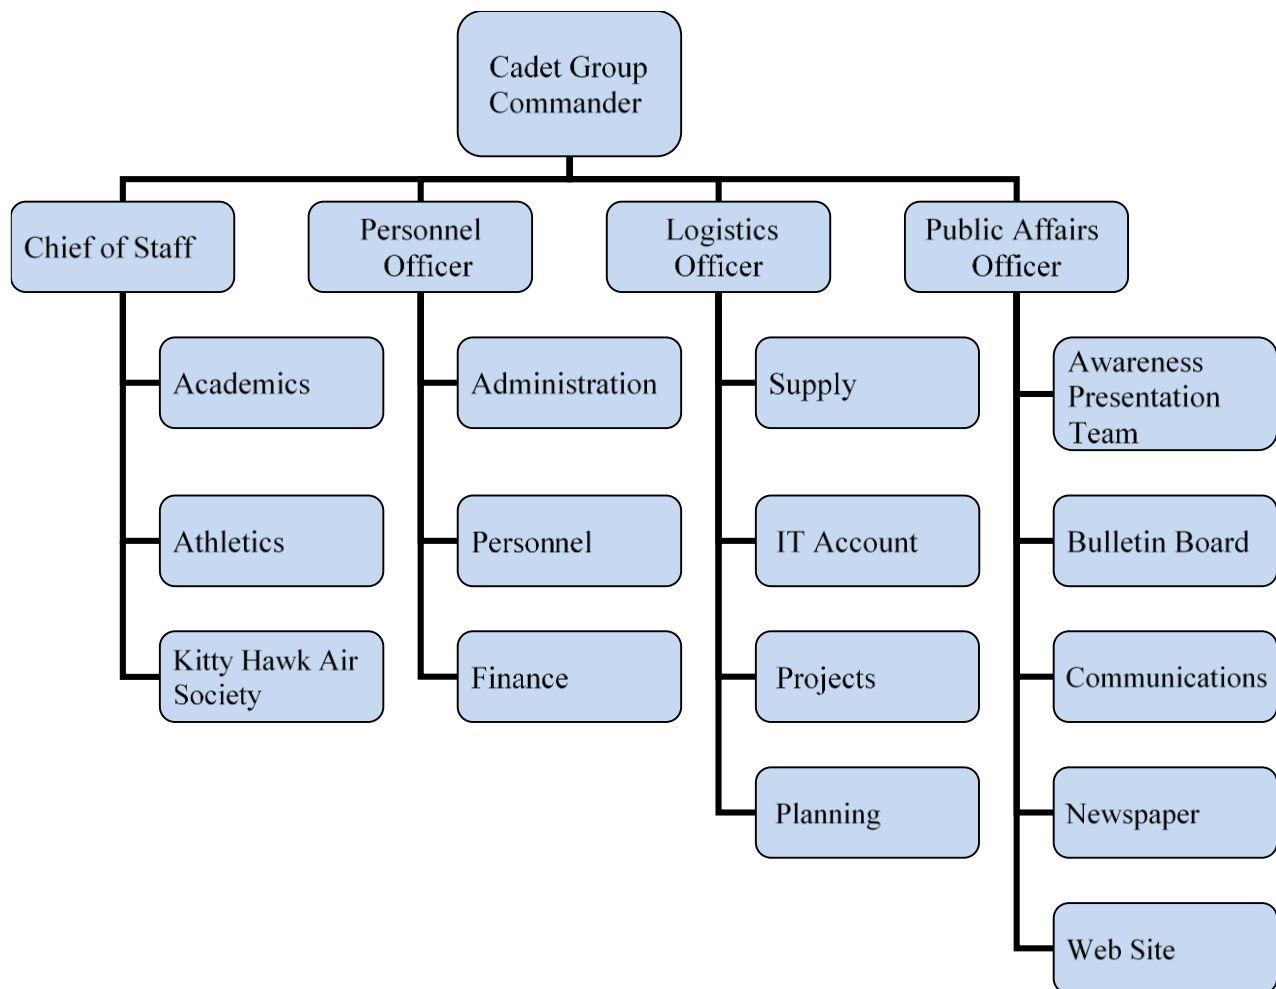 Cadet Group
Commander
Chief of Staff
Personnel
Officer
Logistics
Officer
Public Affairs
Officer
Academics
Athletics
Kitty Hawk Air
Society
Administration
Personnel
Finance
Supply
IT Account
Projects
Planning
Awareness
Presentation
Team
Bulletin Board
Communications
Newspaper
Web Site